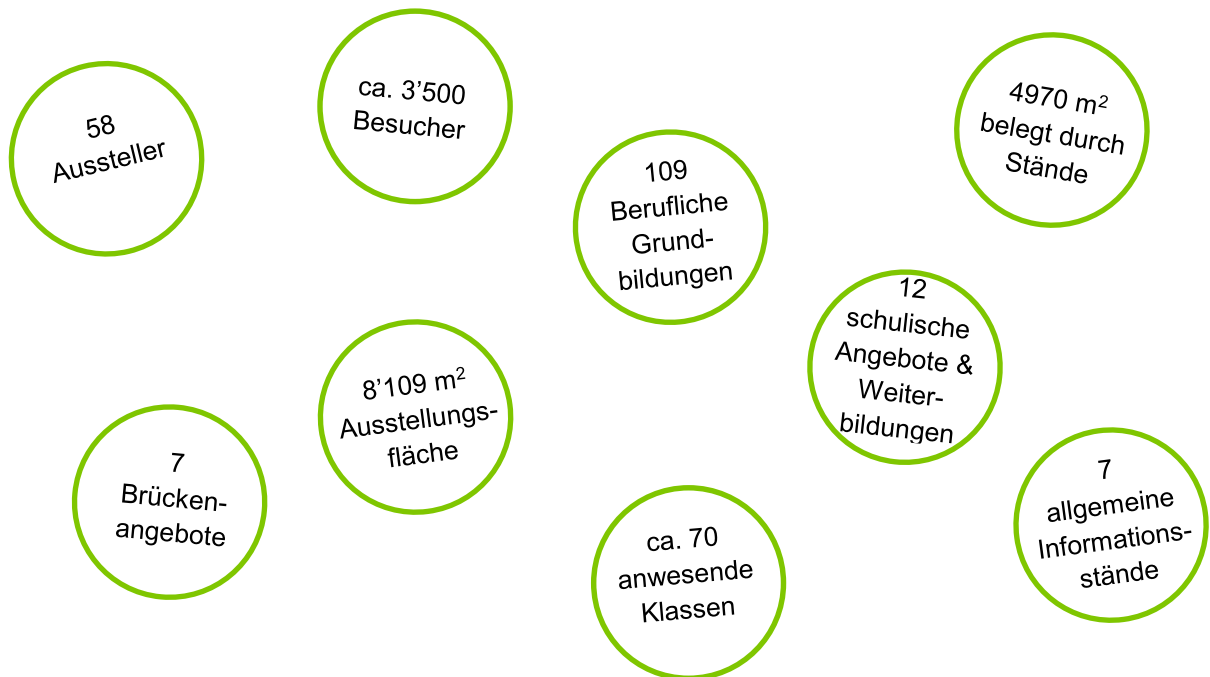 58
Aussteller
ca. 3’500
Besucher
109
Berufliche
Grund-
bildungen
4970 m²
belegt durch
Stände
7
Brücken-
angebote
8’109 m²
Ausstellungs-
fläche
12
schulische
Angebote &
Weiter-
bildungen
ca. 70
anwesende
Klassen
7
allgemeine
Informations-
stände